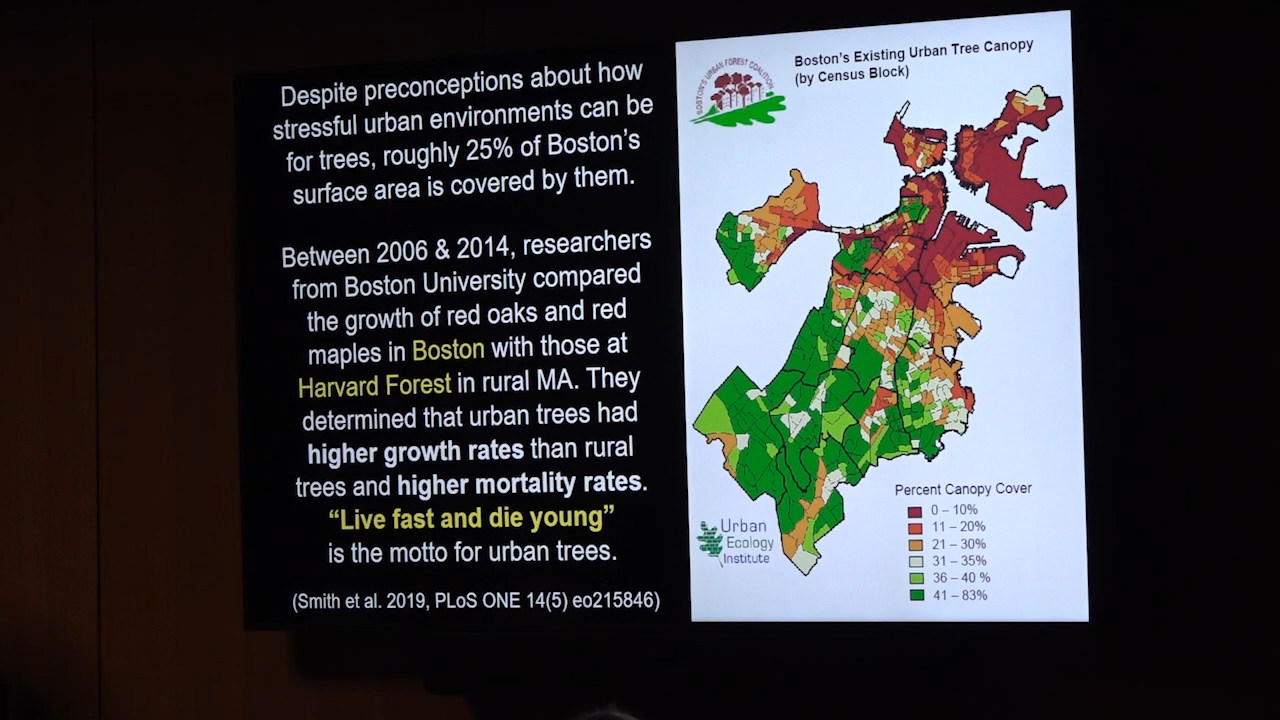 Despite preconceptions about how
stressful urban environments can be
for trees, roughly 25% of Boston's
surface area is covered by them.
Between 2006 & 2014, researchers
from Boston University compared
the growth of red oaks and red
maples in Boston with those at
Harvard Forest in rural MA. They
determined that urban trees had
higher growth rates than rural
trees and higher mortality rates.
“Live fast and die young”
is the motto for urban trees.
(Smith et al. 2019, PLoS ONE 14(5) eo215846)
BOSTON'S URBAN FOREST COALITION
Boston's Existing Urban Tree Canopy
(by Census Block)
Percent Canopy Cover
0 – 10%
11 – 20%
21 – 30%
31 – 35%
36 – 40 %
41 – 83%
Urban
Ecology
Institute